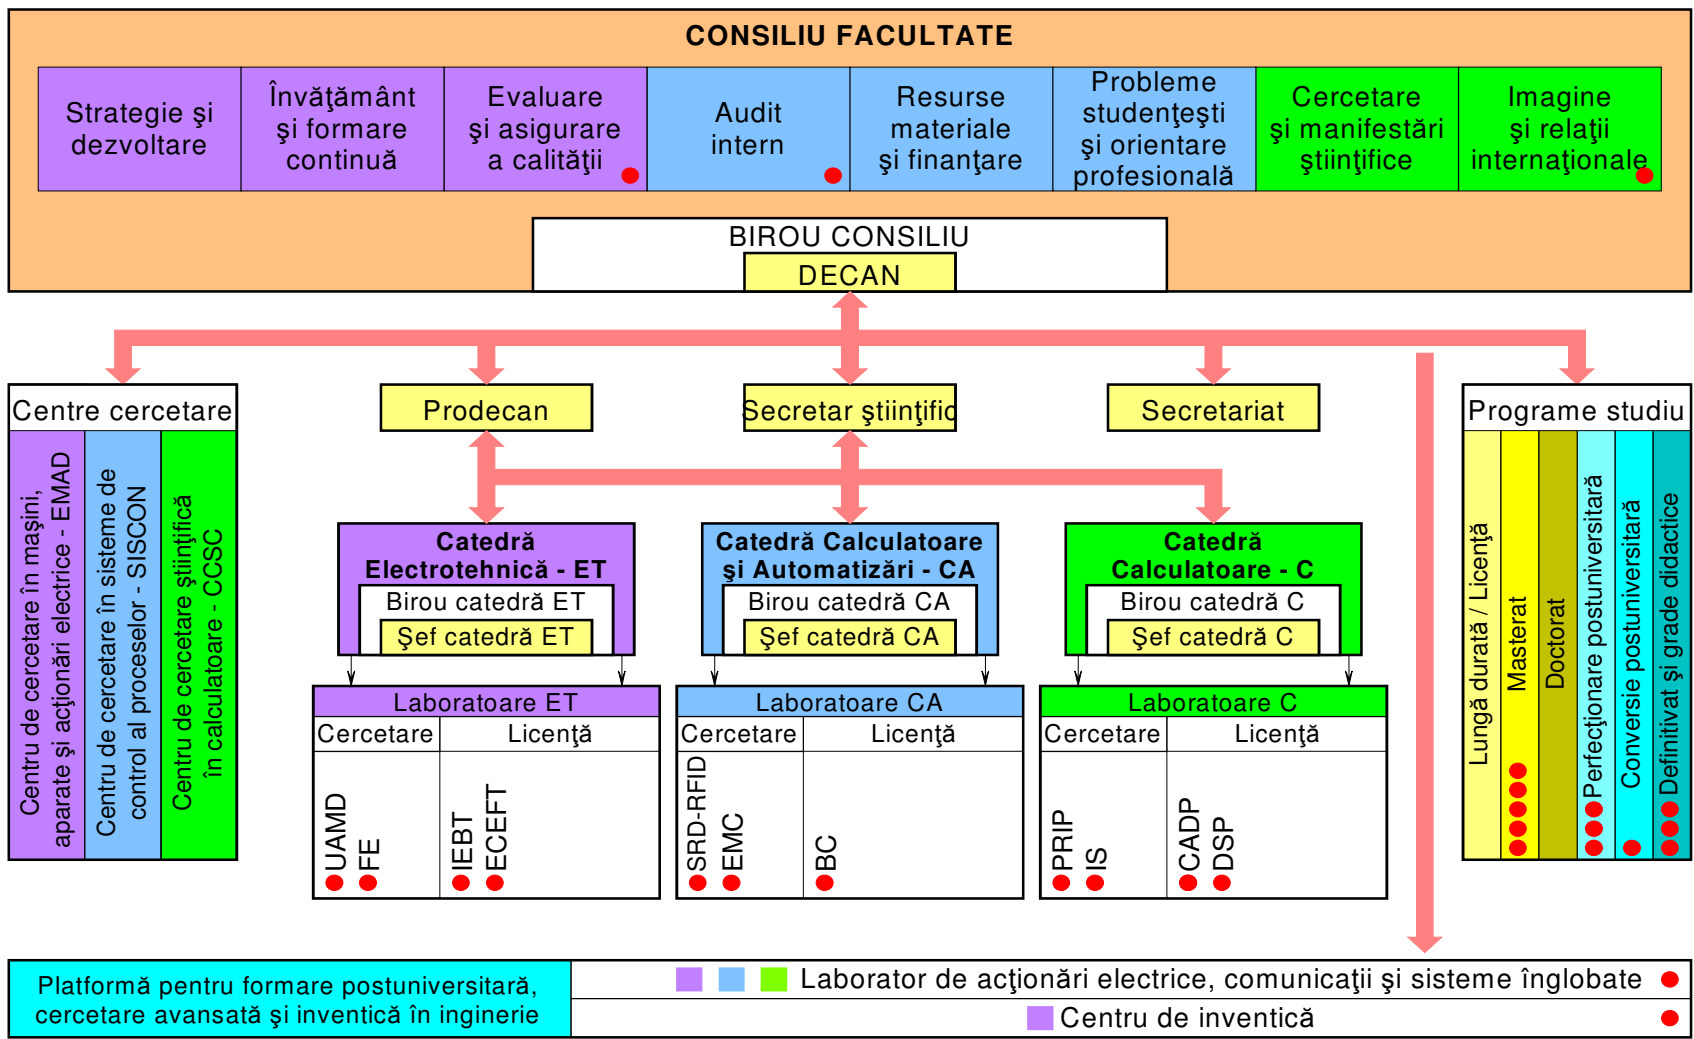 CONSILIU FACULTATE
Strategie şi
dezvoltare
Învăţământ
şi formare
continuă
Evaluare
şi asigurare
a calităţii
Audit
intern
Resurse
materiale
şi finanţare
Probleme
studenţeşti
şi orientare
profesională
Cercetare
şi manifestări
ştiinţifice
Imagine
şi relaţii
internaţionale
BIROU CONSILIU
DECAN
Centre cercetare
Centru de cercetare în maşini,
aparate şi acţionări electrice - EMAD
Centru de cercetare în sisteme de
control al proceselor - SISCON
Centru de cercetare ştiinţifică
în calculatoare - CCSC
Prodecan
Secretar ştiinţific
Secretariat
Programe studiu
Lungă durată / Licenţă
Masterat
Doctorat
Perfecţionare postuniversitară
Conversie postuniversitară
Definitivat şi grade didactice
Catedră
Electrotehnică - ET
Birou catedră ET
Şef catedră ET
Catedră Calculatoare
şi Automatizări - CA
Birou catedră CA
Şef catedră CA
Catedră
Calculatoare - C
Birou catedră C
Şef catedră C
Laboratoare ET
Cercetare
Licenţă
UAMD
FE
IEBT
ECEFT
Laboratoare CA
Cercetare
Licenţă
SRD-RFID
EMC
BC
Laboratoare C
Cercetare
Licenţă
PRIP
IS
CADP
DSP
Platformă pentru formare postuniversitară,
cercetare avansată şi inventică în inginerie
Laborator de acţionări electrice, comunicaţii şi sisteme înglobate
Centru de inventică